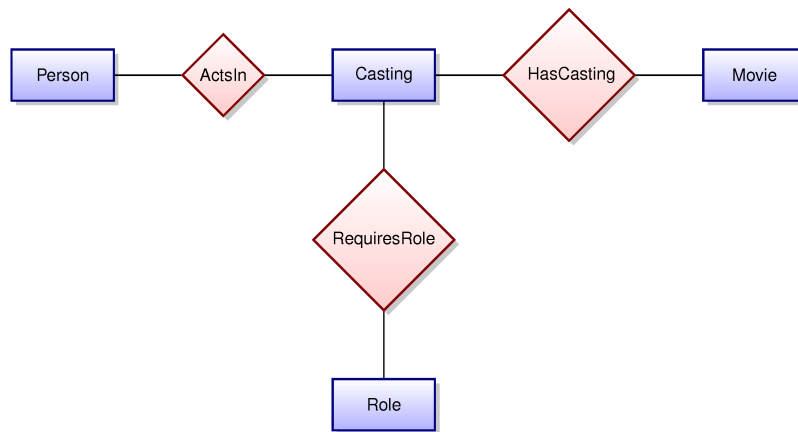 Person
ActsIn
Casting
HasCasting
Movie
RequiresRole
Role